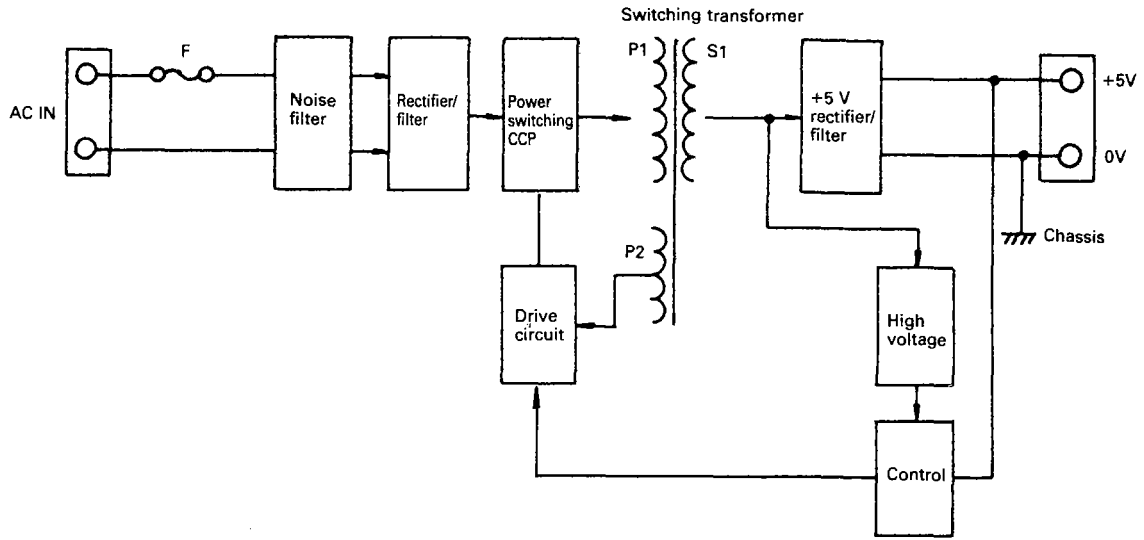 Switching transformer
F
P1
S1
AC IN
Noise
filter
Rectifier/
filter
Power
switching
CCP
+5 V
rectifier/
filter
+5V
0V
Chassis
P2
Drive
circuit
High
voltage
Control